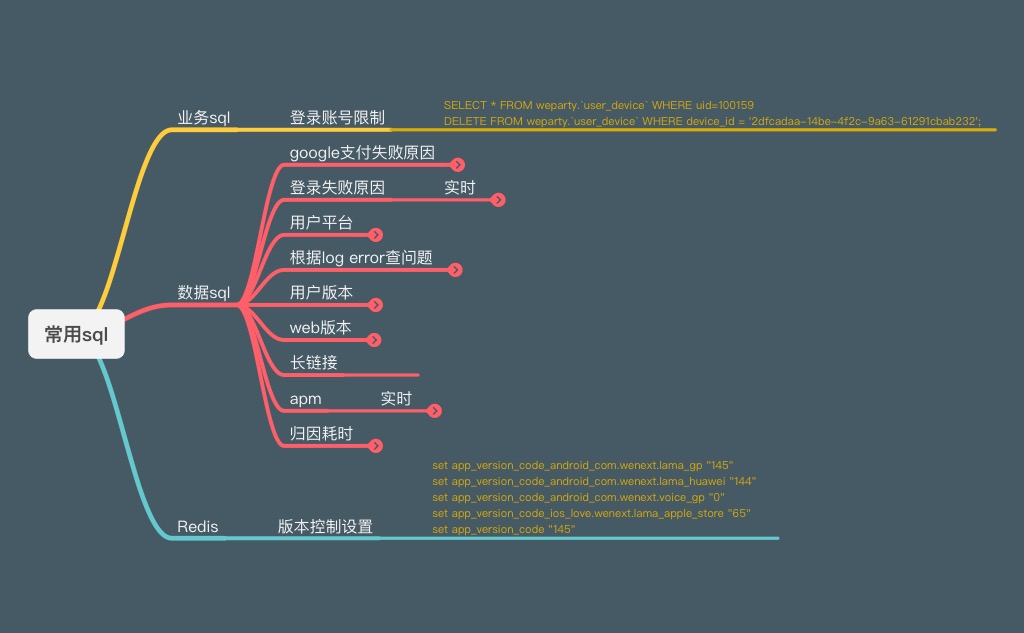 常用sql
业务sql
登录账号限制
SELECT * FROM weparty.`user_device` WHERE uid=100159
DELETE FROM weparty.`user_device` WHERE device_id = '2dfcadaa-14be-4f2c-9a63-61291cbab232';
数据sql
google支付失败原因
登录失败原因
实时
用户平台
根据log error查问题
用户版本
web版本
长链接
apm
实时
归因耗时
Redis
版本控制设置
set app_version_code_android_com.wenext.lama_gp "145"
set app_version_code_android_com.wenext.lama_huawei "144"
set app_version_code_android_com.wenext.voice_gp "0"
set app_version_code_ios_love.wenext.lama_apple_store "65"
set app_version_code "145"